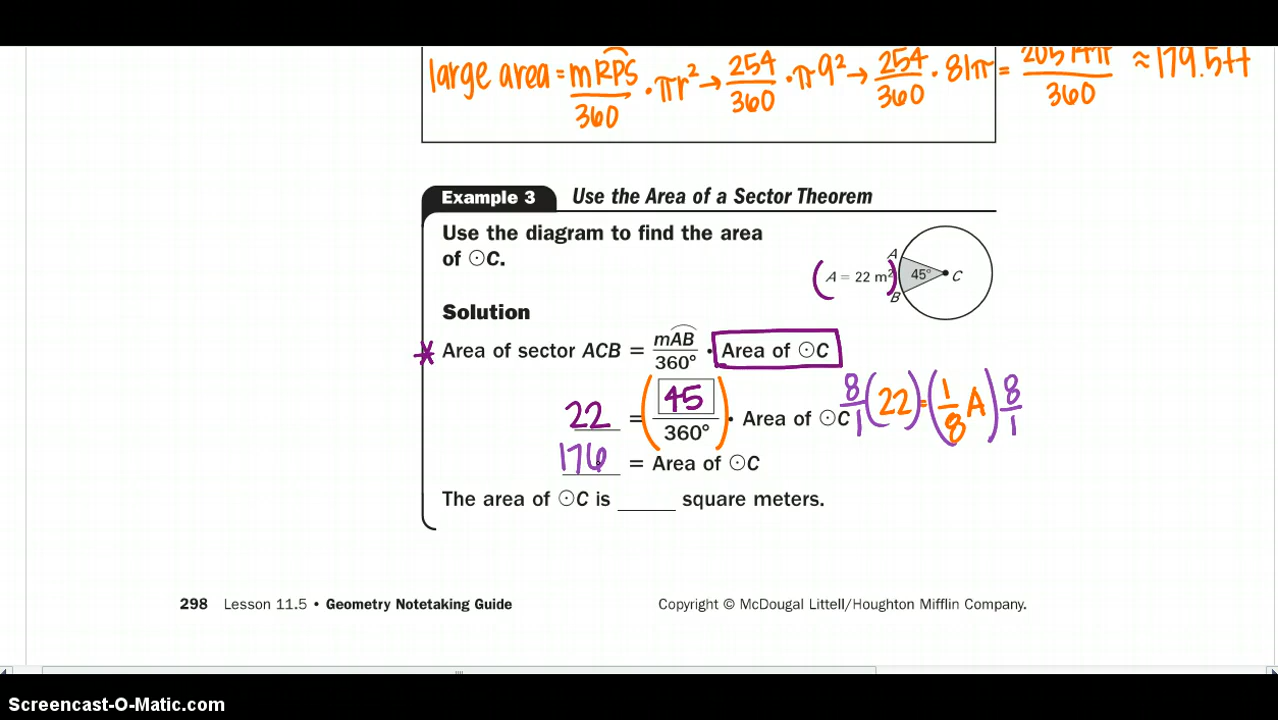 large area = mRPS/360 · πr² → 254/360 · π9² → 254/360 · 81π = 20574π/360 ≈ 179.5ft
Example 3 Use the Area of a Sector Theorem
Use the diagram to find the area
of ⊙C.
A
(A = 22 m²) 45° C
B
Solution
* Area of sector ACB = mAB/360° · Area of ⊙C
22 = (45/360°) · Area of ⊙C 8/1 (22) = (1/8 A) 8/1
176 = Area of ⊙C
The area of ⊙C is ____ square meters.
298 Lesson 11.5 • Geometry Notetaking Guide Copyright © McDougal Littell/Houghton Mifflin Company.
Screencast-O-Matic.com